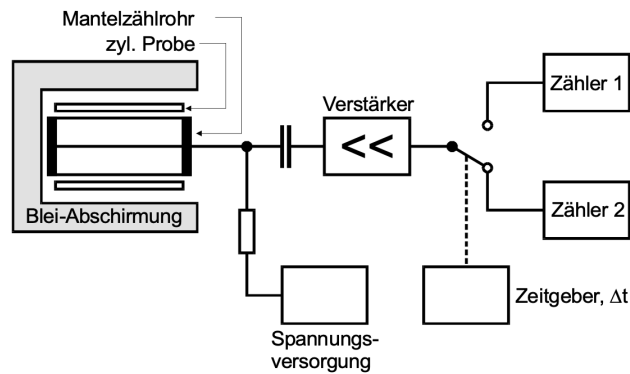 Mantelzählrohr
zyl. Probe
Zähler 1
Verstärker
<<
Blei-Abschirmung
Zähler 2
Zeitgeber, Δt
Spannungs-
versorgung